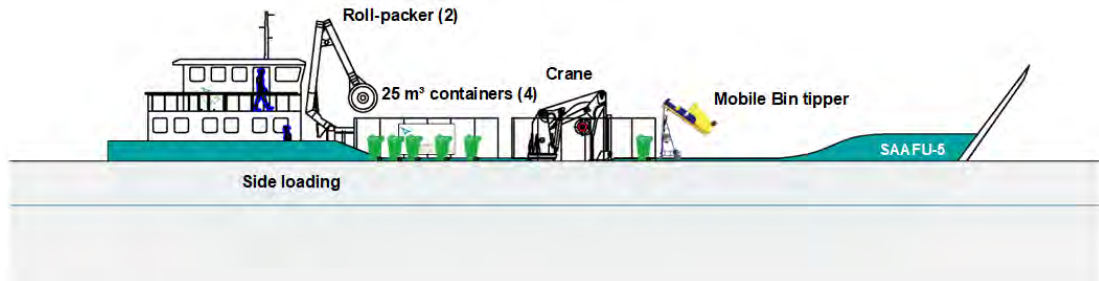 Roll-packer (2)
Crane
25 m³ containers (4)
Mobile Bin tipper
SAAFU-5
Side loading